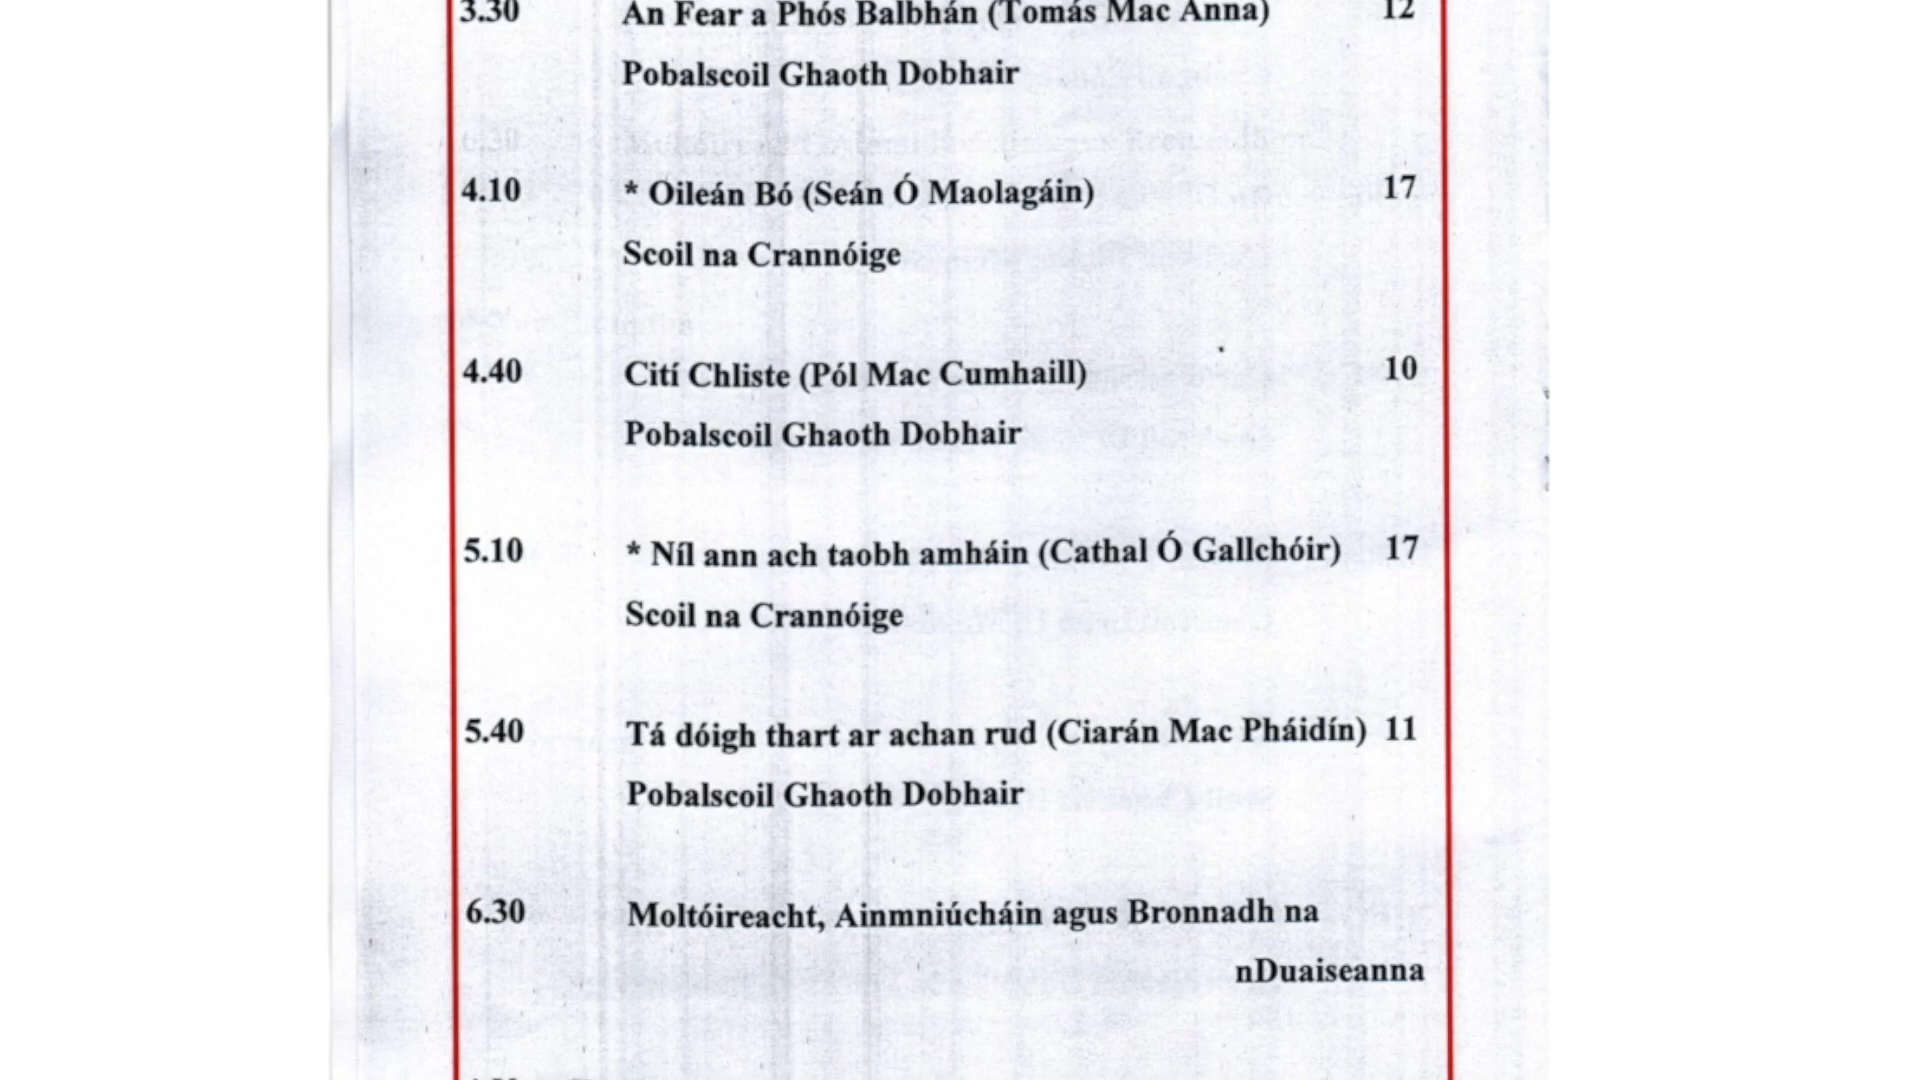 3.30 An Fear a Phós Balbhán (Tomás Mac Anna) 12
Pobalscoil Ghaoth Dobhair
4.10 * Oileán Bó (Seán Ó Maolagáin) 17
Scoil na Crannóige
4.40 Cití Chliste (Pól Mac Cumhaill) 10
Pobalscoil Ghaoth Dobhair
5.10 * Níl ann ach taobh amháin (Cathal Ó Gallchóir) 17
Scoil na Crannóige
5.40 Tá dóigh thart ar achan rud (Ciarán Mac Pháidín) 11
Pobalscoil Ghaoth Dobhair
6.30 Moltóireacht, Ainmniúcháin agus Bronnadh na
nDuaiseanna